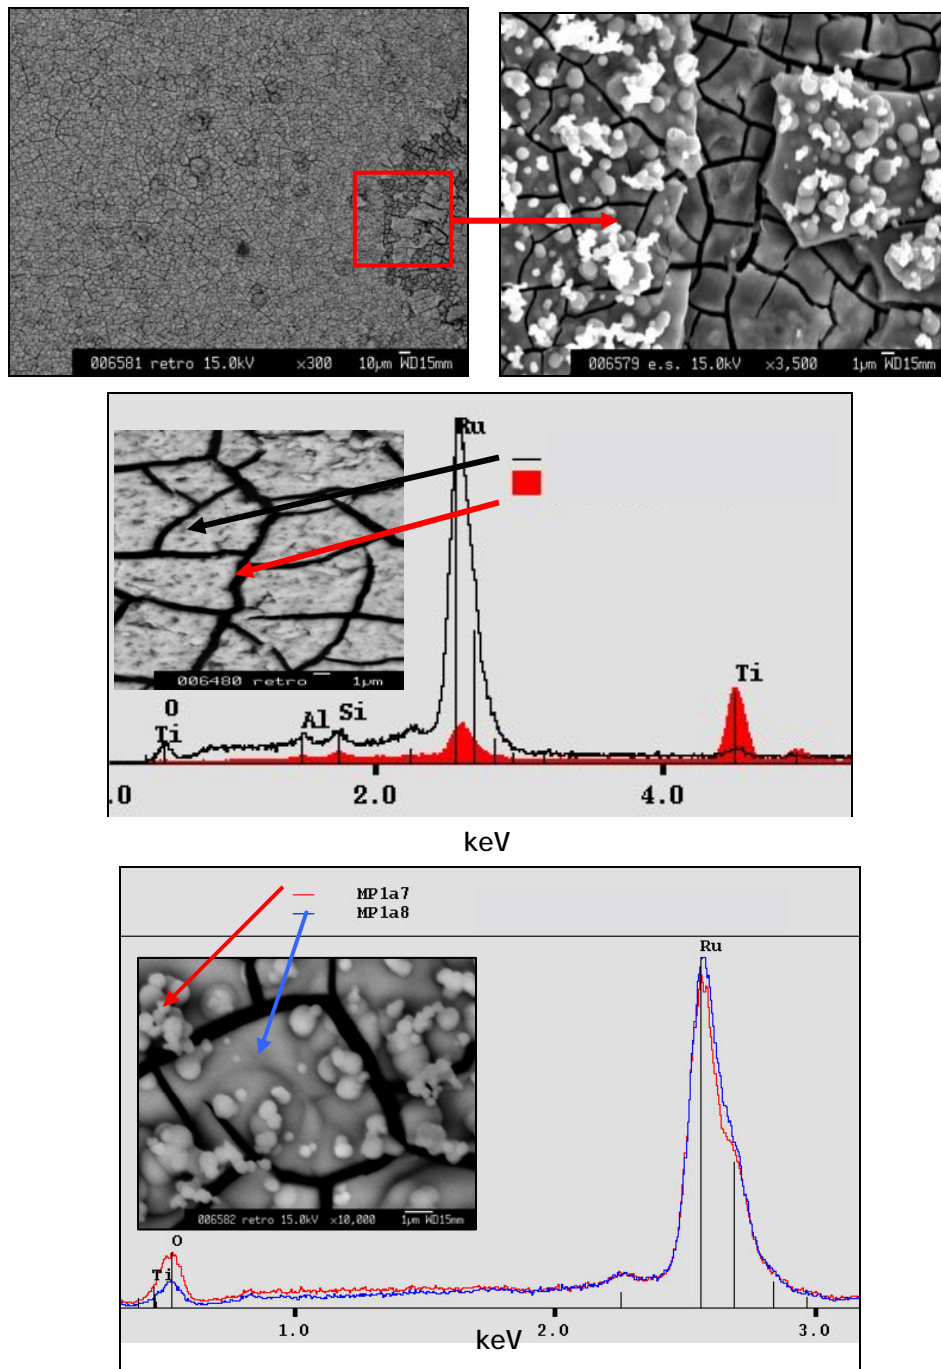 006581 retro 15.0kV ×300 10µm WD15mm
006579 e.s. 15.0kV ×3,500 1µm WD15mm
Ru
006480 retro 1µm
O
Ti
Al
Si
Ti
.0 2.0 4.0
keV
MP1a7
MP1a8
Ru
006582 retro 15.0kV ×10,000 1µm WD15mm
O
Ti
1.0 2.0 3.0
keV